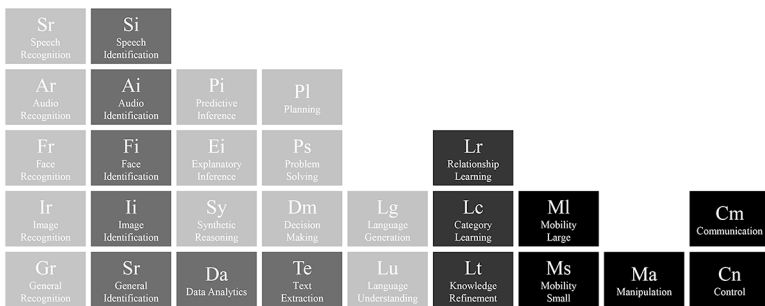 Sr
Speech
Recognition
Si
Speech
Identification
Ar
Audio
Recognition
Ai
Audio
Identification
Pi
Predictive
Inference
Pl
Planning
Fr
Face
Recognition
Fi
Face
Identification
Ei
Explanatory
Inference
Ps
Problem
Solving
Lr
Relationship
Learning
Ir
Image
Recognition
Ii
Image
Identification
Sy
Synthetic
Reasoning
Dm
Decision
Making
Lg
Language
Generation
Lc
Category
Learning
Ml
Mobility
Large
Cm
Communication
Gr
General
Recognition
Sr
General
Identification
Da
Data Analytics
Te
Text
Extraction
Lu
Language
Understanding
Lt
Knowledge
Refinement
Ms
Mobility
Small
Ma
Manipulation
Cn
Control